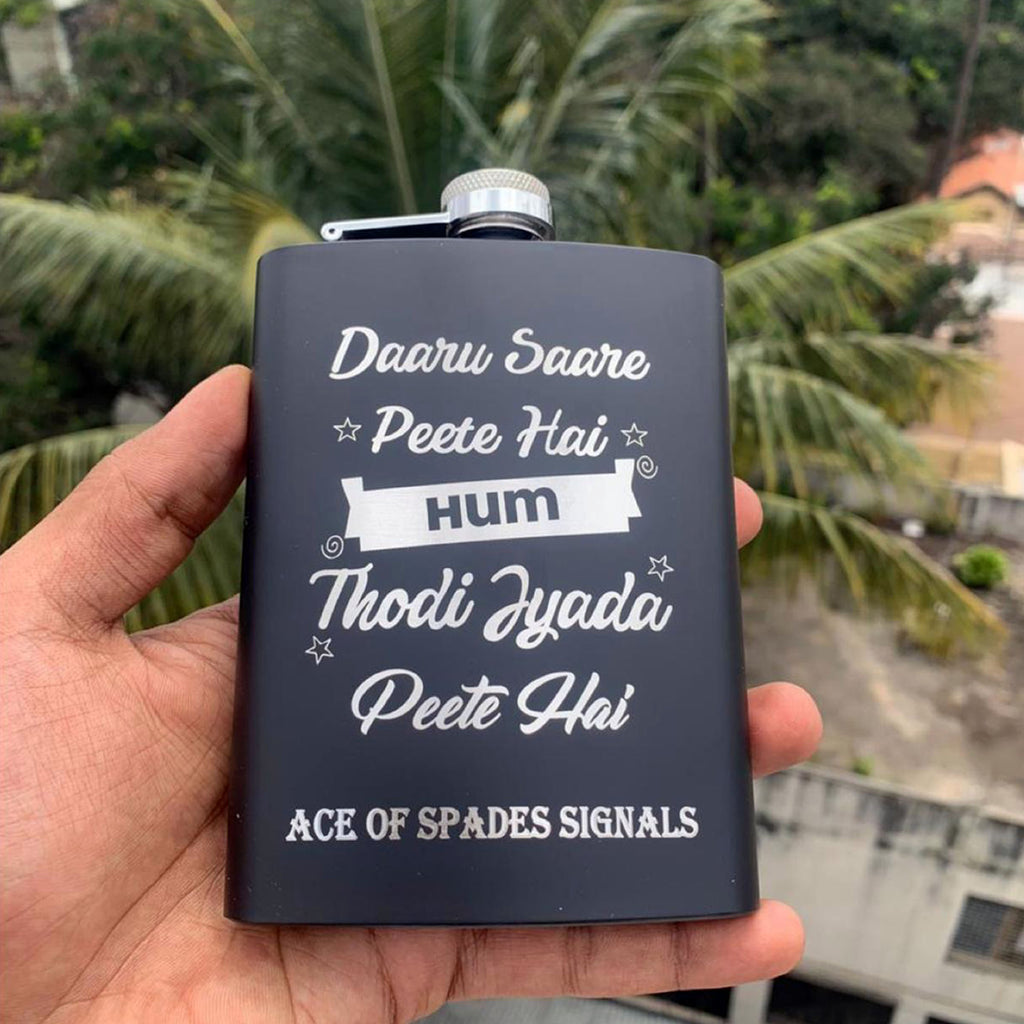 Daaru Saare
Peete Hai
Hum
Thodi Jyada
Peete Hai
ACE OF SPADES SIGNALS